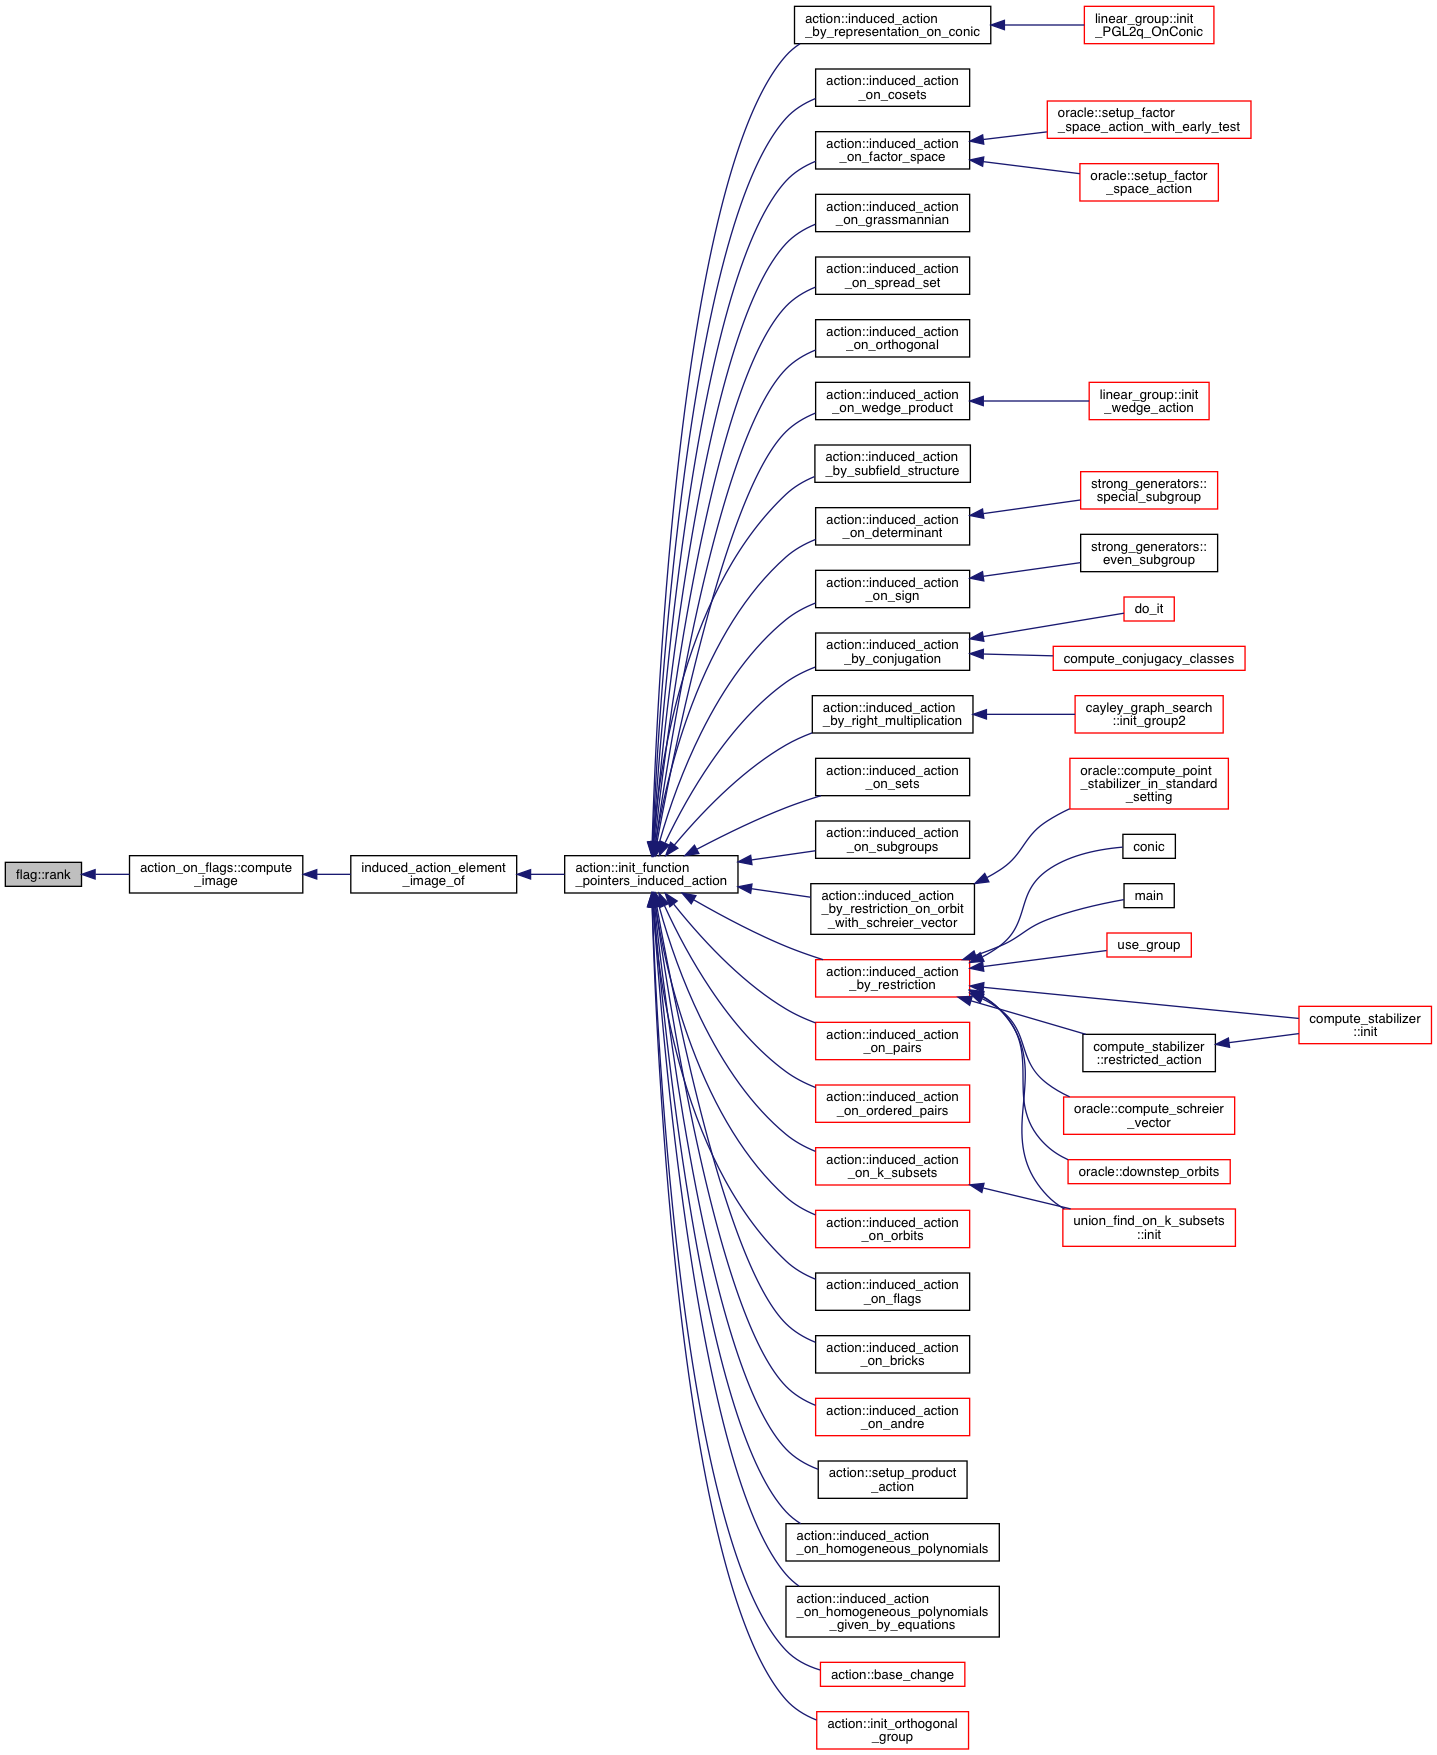 flag::rank
action_on_flags::compute
_image
induced_action_element
_image_of
action::init_function
_pointers_induced_action
action::induced_action
_by_representation_on_conic
linear_group::init
_PGL2q_OnConic
action::induced_action
_on_cosets
action::induced_action
_on_factor_space
oracle::setup_factor
_space_action_with_early_test
oracle::setup_factor
_space_action
action::induced_action
_on_grassmannian
action::induced_action
_on_spread_set
action::induced_action
_on_orthogonal
action::induced_action
_on_wedge_product
linear_group::init
_wedge_action
action::induced_action
_by_subfield_structure
action::induced_action
_on_determinant
strong_generators::
special_subgroup
action::induced_action
_on_sign
strong_generators::
even_subgroup
action::induced_action
_by_conjugation
do_it
compute_conjugacy_classes
action::induced_action
_by_right_multiplication
cayley_graph_search
::init_group2
action::induced_action
_on_sets
action::induced_action
_on_subgroups
action::induced_action
_by_restriction_on_orbit
_with_schreier_vector
oracle::compute_point
_stabilizer_in_standard
_setting
action::induced_action
_by_restriction
conic
main
use_group
compute_stabilizer
::restricted_action
compute_stabilizer
::init
oracle::compute_schreier
_vector
oracle::downstep_orbits
union_find_on_k_subsets
::init
action::induced_action
_on_pairs
action::induced_action
_on_ordered_pairs
action::induced_action
_on_k_subsets
action::induced_action
_on_orbits
action::induced_action
_on_flags
action::induced_action
_on_bricks
action::induced_action
_on_andre
action::setup_product
_action
action::induced_action
_on_homogeneous_polynomials
action::induced_action
_on_homogeneous_polynomials
_given_by_equations
action::base_change
action::init_orthogonal
_group